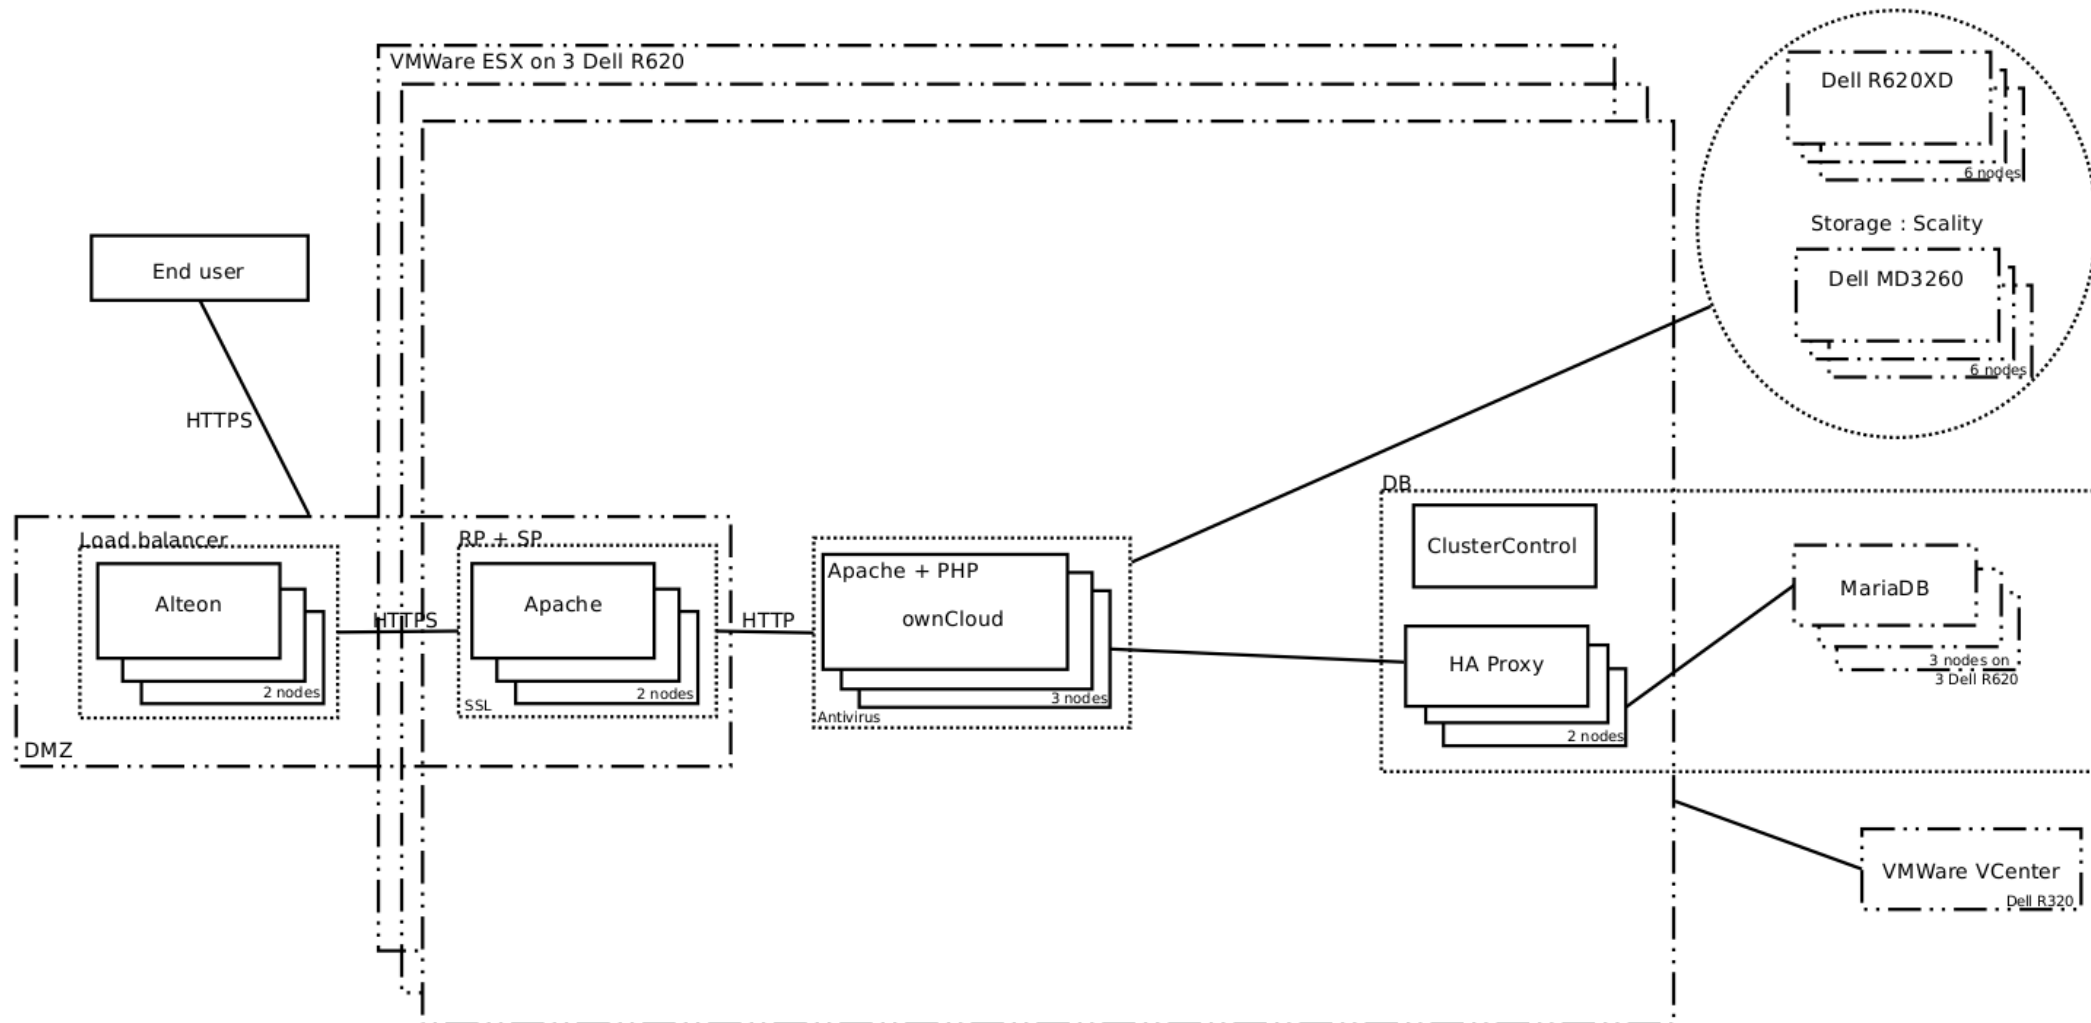 VMWare ESX on 3 Dell R620
Dell R620XD
6 nodes
Storage : Scality
Dell MD3260
6 nodes
End user
HTTPS
DB
Load balancer
RP + SP
ClusterControl
Apache + PHP
Alteon
Apache
ownCloud
MariaDB
HTTPS
HTTP
HA Proxy
3 nodes on
3 Dell R620
2 nodes
2 nodes
3 nodes
SSL
Antivirus
2 nodes
DMZ
VMWare VCenter
Dell R320